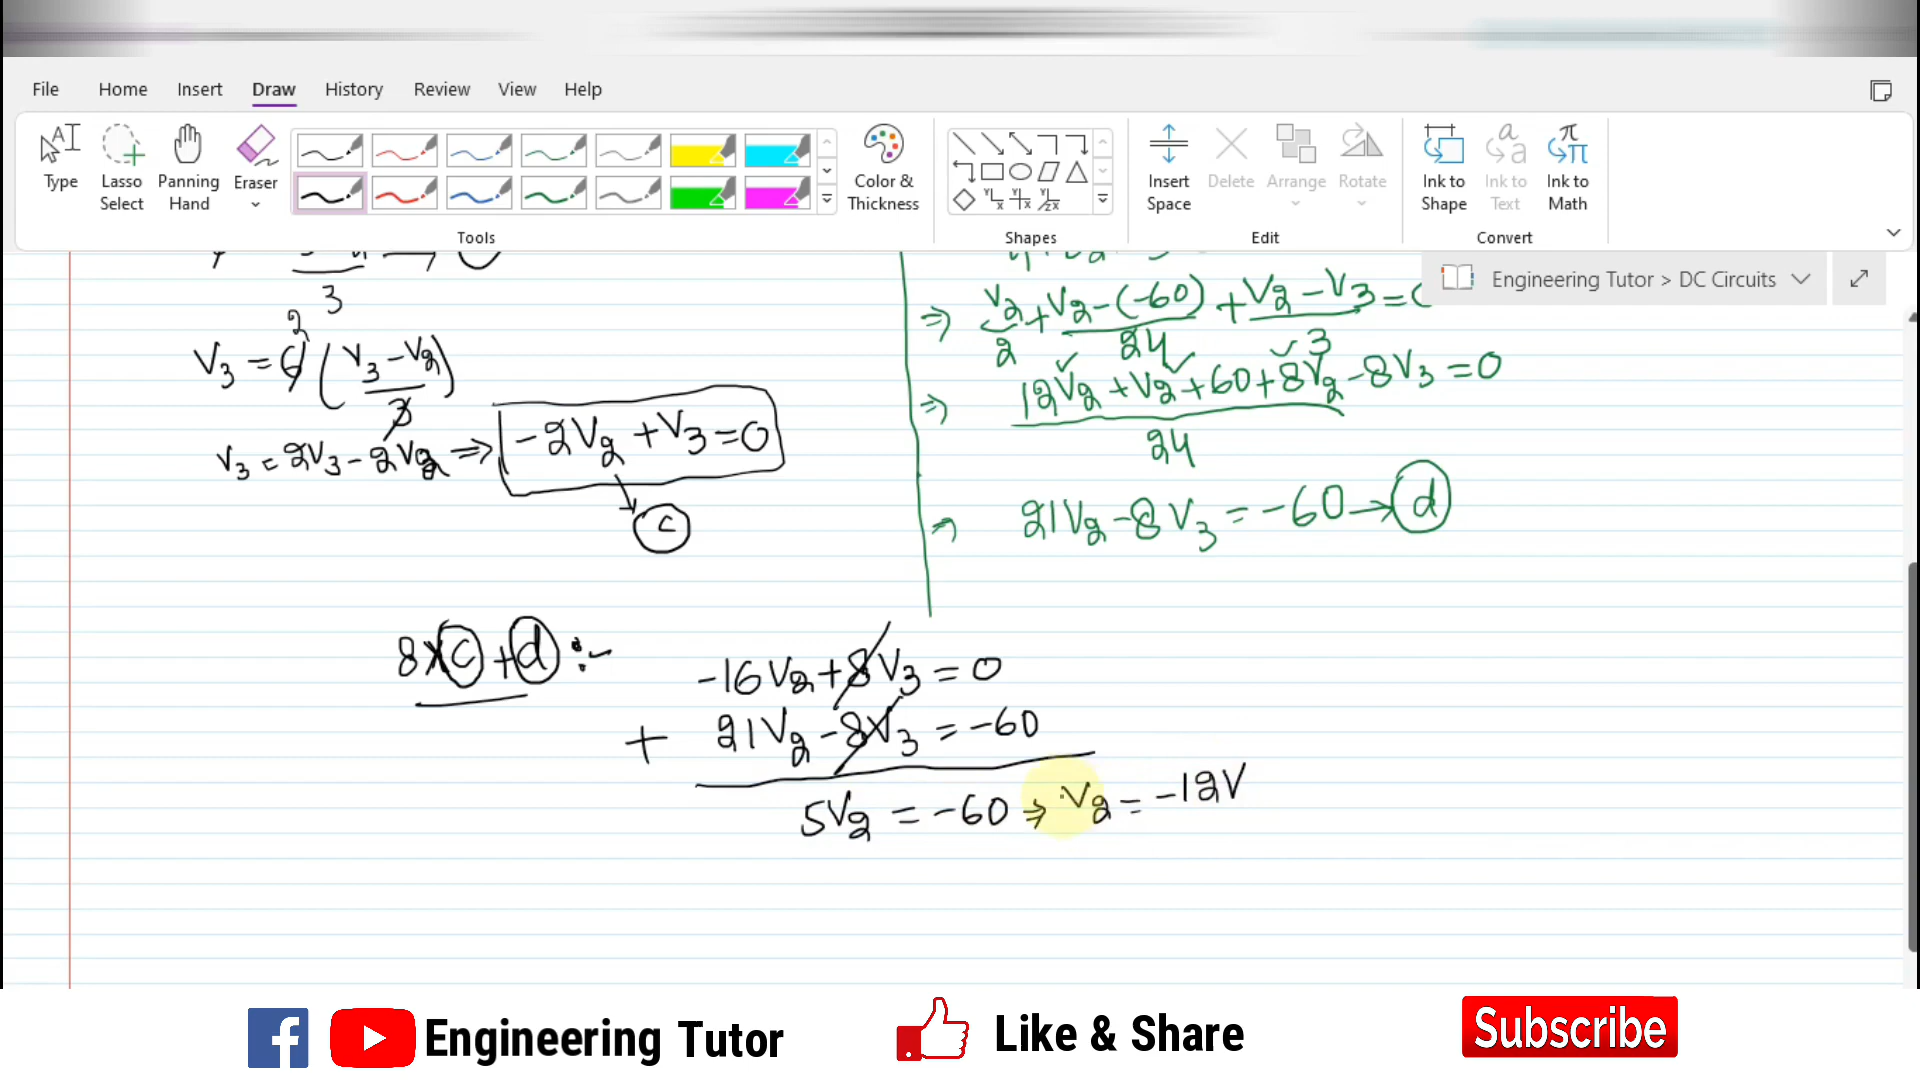 File Home Insert Draw History Review View Help
Type
Lasso Select
Panning Hand
Eraser
Color & Thickness
Insert Space
Delete
Arrange
Rotate
Ink to Shape
Ink to Text
Ink to Math
Tools
Shapes
Edit
Convert
Engineering Tutor > DC Circuits
3
V3 = 6 2 ( (V3 - V2) / 3 )
V3 = 2V3 - 2V2 ⇒ -2V2 + V3 = 0
c
⇒ V2/2 + (V2 - (-60))/24 + (V2 - V3)/3 =
⇒ (12V2 + V2 + 60 + 8V2 - 8V3)/24 = 0
⇒ 21V2 - 8V3 = -60 → d
8 x c + d :-
-16V2 + 8V3 = 0
+ 21V2 - 8V3 = -60
5V2 = -60 ⇒ V2 = -12V
Engineering Tutor
Like & Share
Subscribe